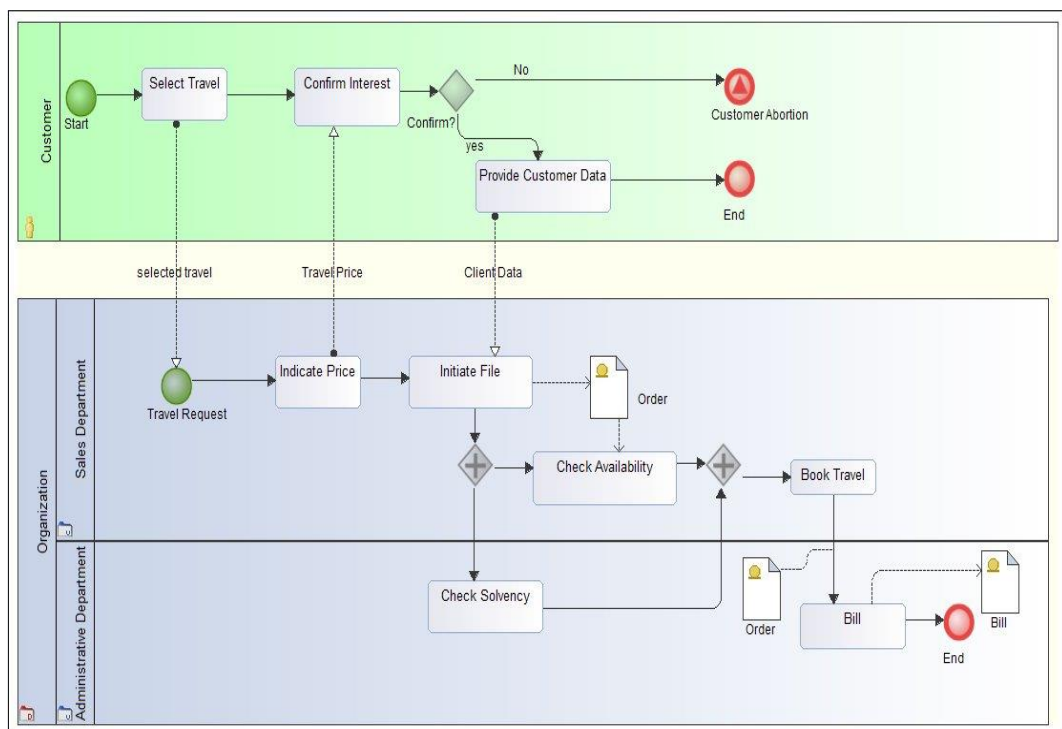 Customer
Start
Select Travel
Confirm Interest
Confirm?
No
Customer Abortion
yes
Provide Customer Data
End
selected travel
Travel Price
Client Data
Organization
Sales Department
Travel Request
Indicate Price
Initiate File
Order
Check Availability
Book Travel
Administrative Department
Check Solvency
Order
Bill
End
Bill